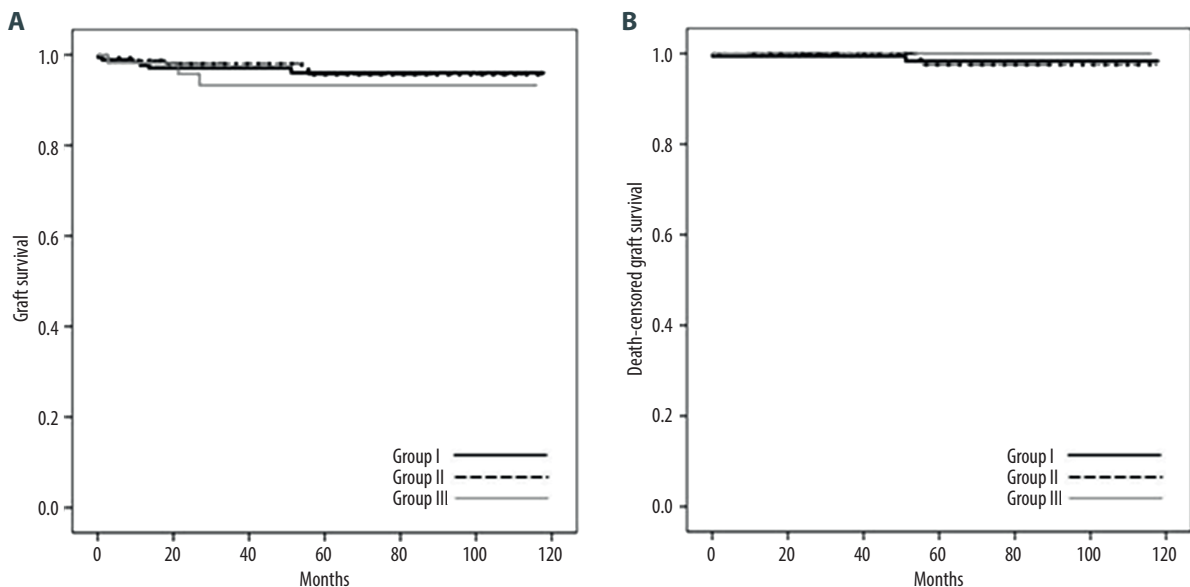 A
Graft survival
1.0
0.8
0.6
0.4
0.2
0.0
Group I
Group II
Group III
0 20 40 60 80 100 120
Months
B
Death-censored graft survival
1.0
0.8
0.6
0.4
0.2
0.0
Group I
Group II
Group III
0 20 40 60 80 100 120
Months